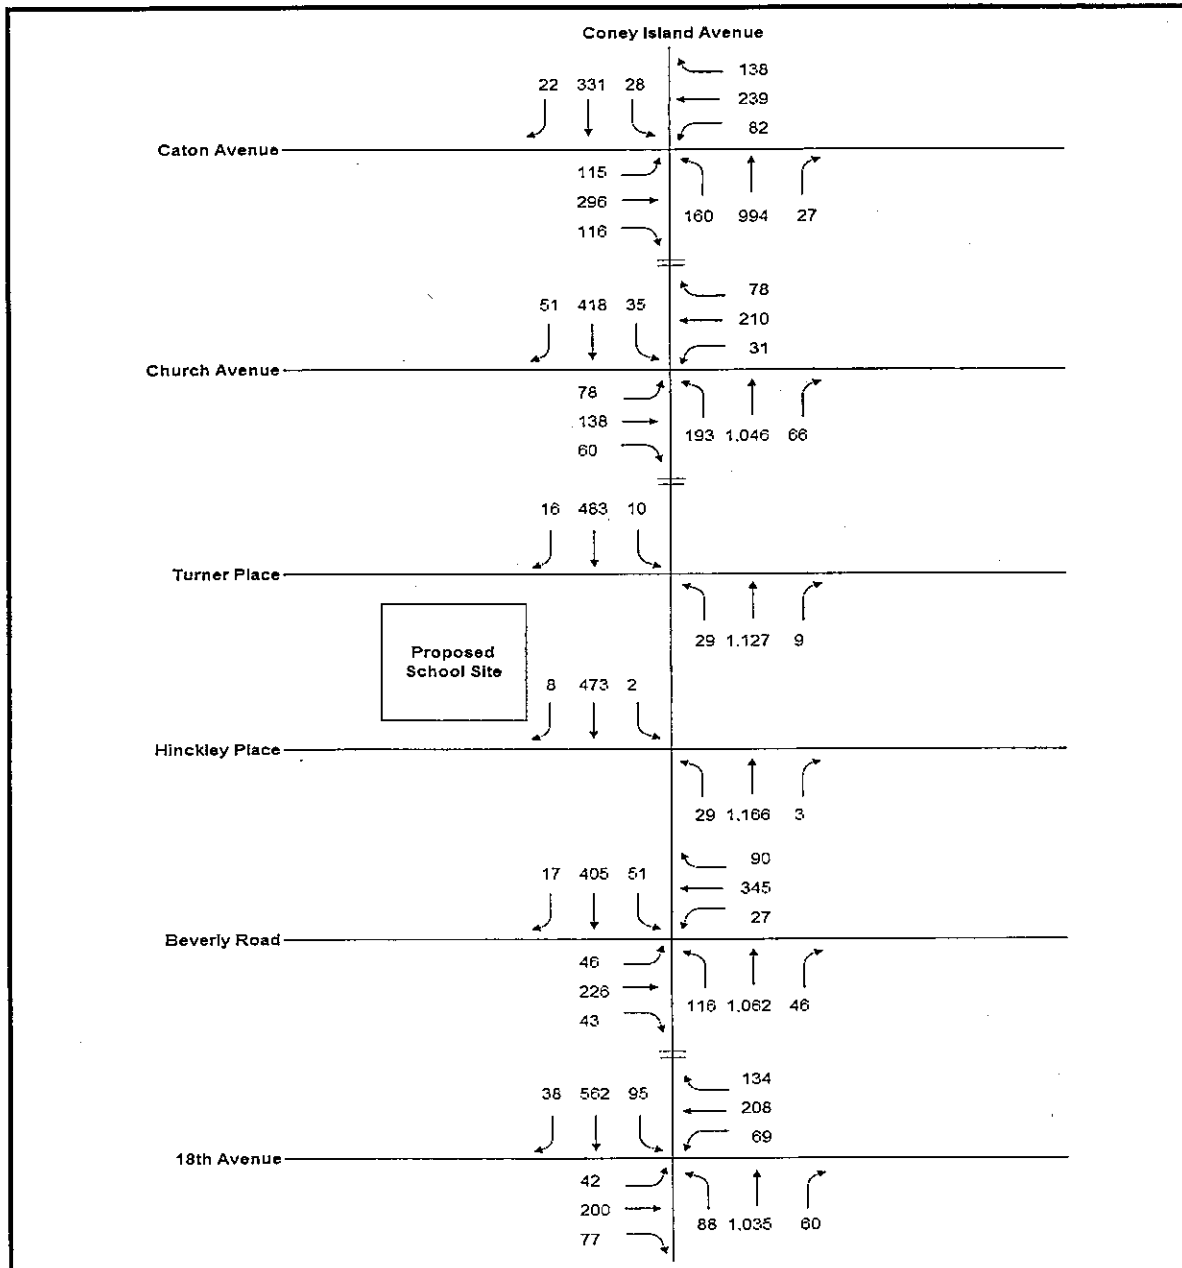 Coney Island Avenue
138
22 331 28
239
82
Caton Avenue
115
296
160 994 27
116
78
51 418 35
210
31
Church Avenue
78
138
193 1,046 66
60
16 483 10
Turner Place
29 1,127 9
Proposed
School Site
8 473 2
Hinckley Place
29 1,166 3
90
17 405 51
345
27
Beverly Road
46
226
116 1,062 46
43
134
38 562 95
208
69
18th Avenue
42
200
88 1,035 60
77